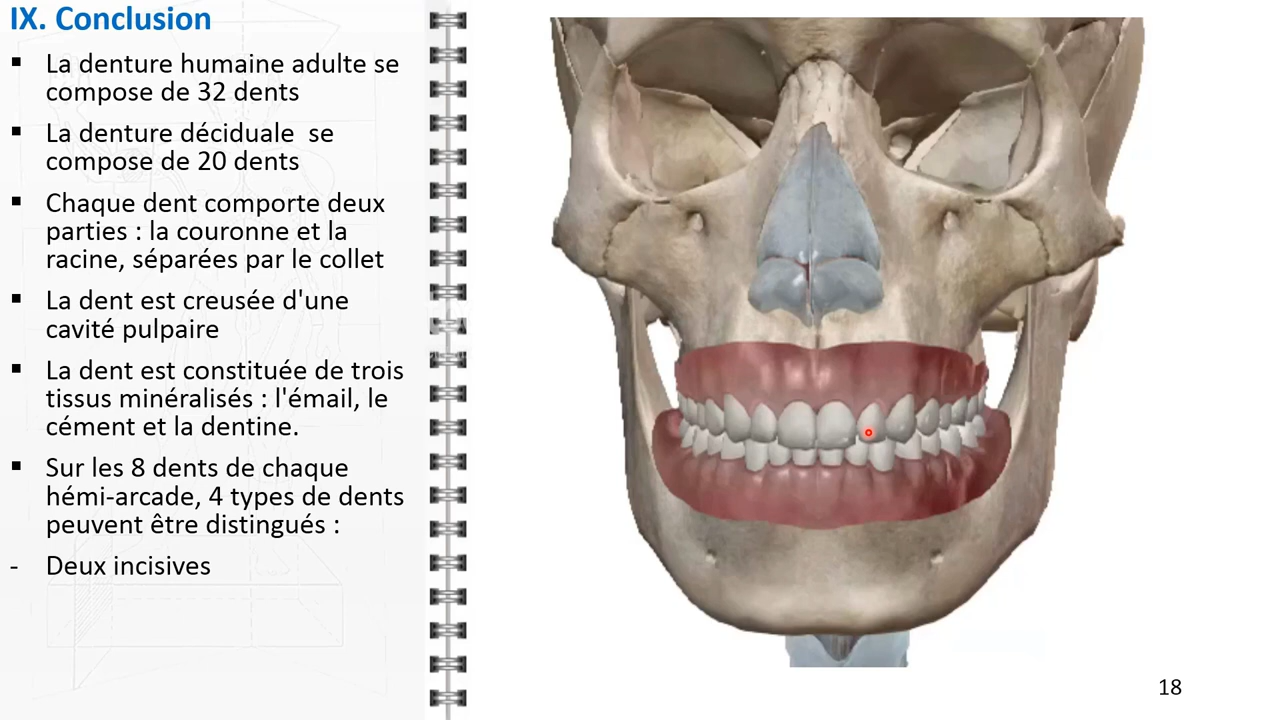 IX. Conclusion
▪ La denture humaine adulte se
compose de 32 dents
▪ La denture déciduale  se
compose de 20 dents
▪ Chaque dent comporte deux
parties : la couronne et la
racine, séparées par le collet
▪ La dent est creusée d'une
cavité pulpaire
▪ La dent est constituée de trois
tissus minéralisés : l'émail, le
cément et la dentine.
▪ Sur les 8 dents de chaque
hémi-arcade, 4 types de dents
peuvent être distingués :
- Deux incisives
18